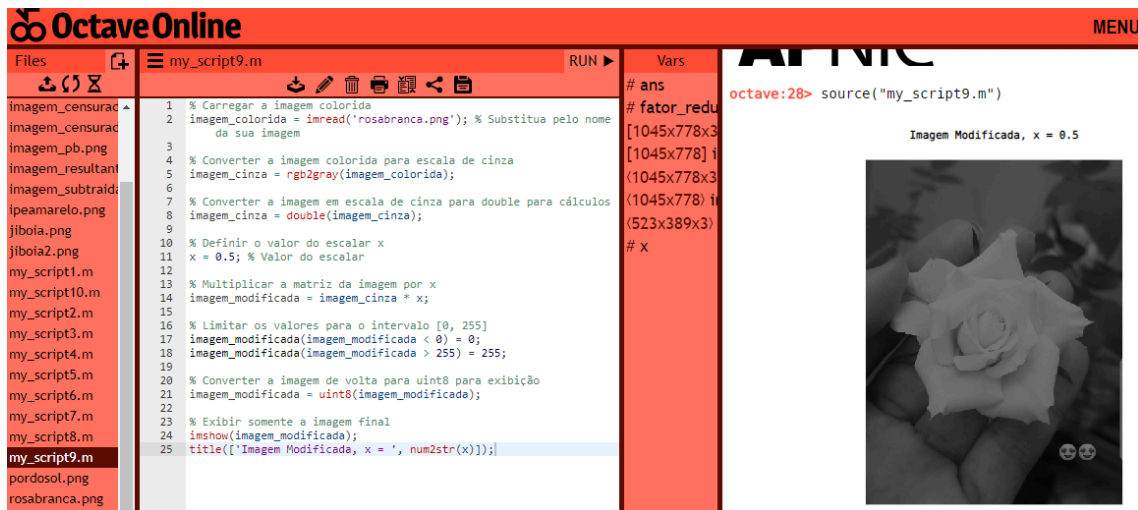 Octave Online
MENU
Files
my_script9.m
RUN
Vars
imagem_censurad
imagem_censurad
imagem_pb.png
imagem_resultant
imagem_subtraida
ipeamarelo.png
jiboia.png
jiboia2.png
my_script1.m
my_script10.m
my_script2.m
my_script3.m
my_script4.m
my_script5.m
my_script6.m
my_script7.m
my_script8.m
my_script9.m
pordosol.png
rosabranca.png
1 % Carregar a imagem colorida
2 imagem_colorida = imread('rosabranca.png'); % Substitua pelo nome
da sua imagem
3
4 % Converter a imagem colorida para escala de cinza
5 imagem_cinza = rgb2gray(imagem_colorida);
6
7 % Converter a imagem em escala de cinza para double para cálculos
8 imagem_cinza = double(imagem_cinza);
9
10 % Definir o valor do escalar x
11 x = 0.5; % Valor do escalar
12
13 % Multiplicar a matriz da imagem por x
14 imagem_modificada = imagem_cinza * x;
15
16 % Limitar os valores para o intervalo [0, 255]
17 imagem_modificada(imagem_modificada < 0) = 0;
18 imagem_modificada(imagem_modificada > 255) = 255;
19
20 % Converter a imagem de volta para uint8 para exibição
21 imagem_modificada = uint8(imagem_modificada);
22
23 % Exibir somente a imagem final
24 imshow(imagem_modificada);
25 title(['Imagem Modificada, x = ', num2str(x)]);
# ans
# fator_redu
[1045x778x3
[1045x778] i
(1045x778x3
(1045x778) i
(523x389x3)
# x
octave:28> source("my_script9.m")
Imagem Modificada, x = 0.5